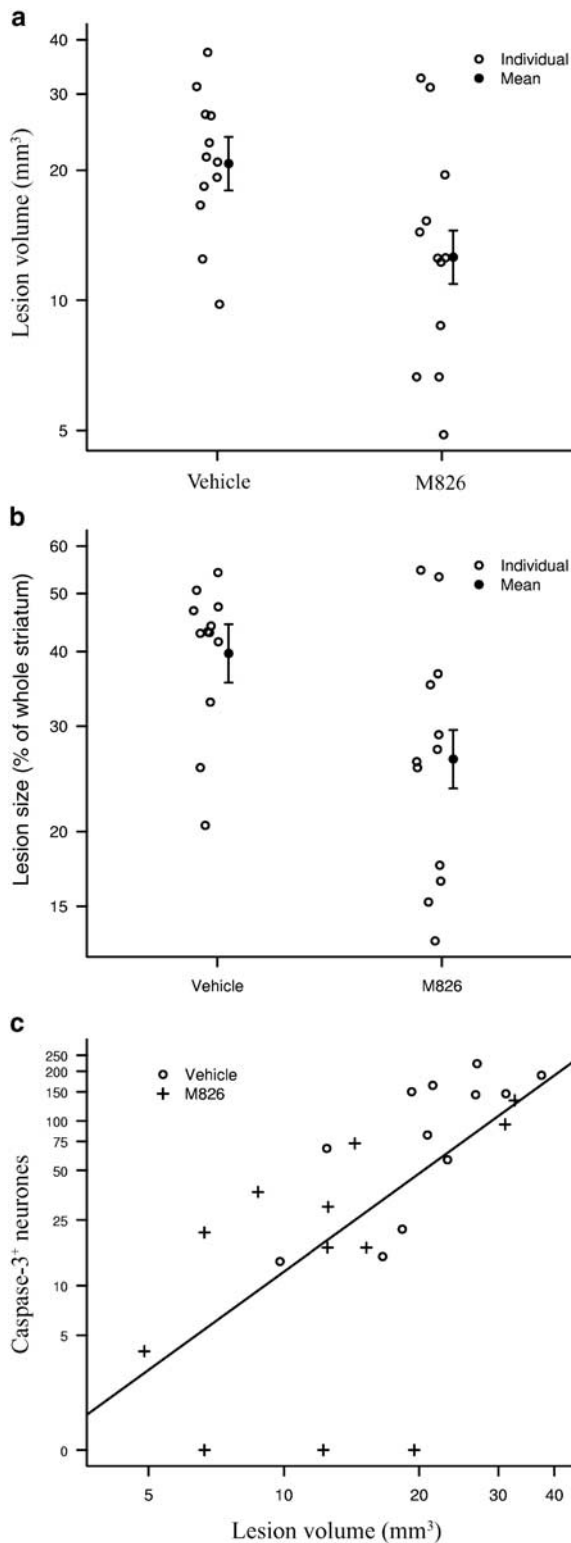 a
40
30
20
10
5
Lesion volume (mm³)
Individual
Mean
Vehicle
M826
b
60
50
40
30
20
15
Lesion size (% of whole striatum)
Individual
Mean
Vehicle
M826
c
250
200
150
100
75
50
25
10
5
0
Caspase-3⁺ neurones
Vehicle
M826
5
10
20
30
40
Lesion volume (mm³)